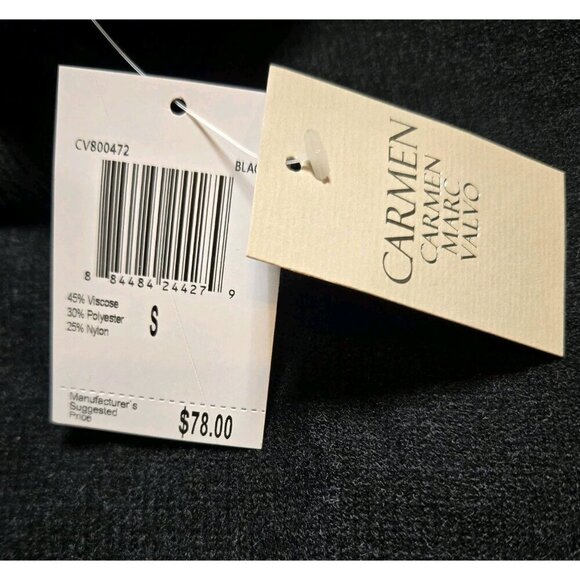 CV800472
BLAC
8 84484 24427 9
45% Viscose
30% Polyester
25% Nylon
S
Manufacturer's
Suggested
Price
$78.00
CARMEN
CARMEN
MARC
VALVO